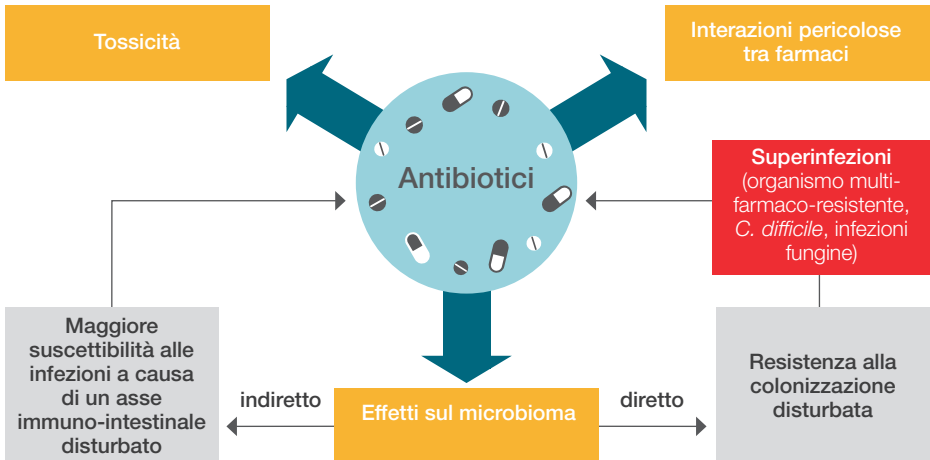 Tossicità
Interazioni pericolose
tra farmaci
Antibiotici
Superinfezioni
(organismo multi-
farmaco-resistente,
C. difficile, infezioni
fungine)
Maggiore
suscettibilità alle
infezioni a causa
di un asse
immuno-intestinale
disturbato
indiretto
Effetti sul microbioma
diretto
Resistenza alla
colonizzazione
disturbata